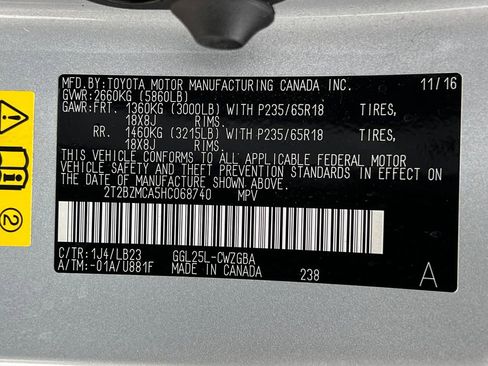 MFD.BY:TOYOTA MOTOR MANUFACTURING CANADA INC. 11/16
GVWR:2660KG (5860LB)
GAWR:FRT. 1360KG (3000LB) WITH P235/65R18 TIRES,
18X8J RIMS.
RR. 1460KG (3215LB) WITH P235/65R18 TIRES,
18X8J RIMS.
THIS VEHICLE CONFORMS TO ALL APPLICABLE FEDERAL MOTOR
VEHICLE SAFETY AND THEFT PREVENTION STANDARDS IN EFFECT ON
THE DATE OF MANUFACTURE SHOWN ABOVE.
2T2BZMCA5HC068740 MPV
C/TR:1J4/LB23 GGL25L-CWZGBA
A/TM:-01A/U881F MADE IN CANADA 238 A
2